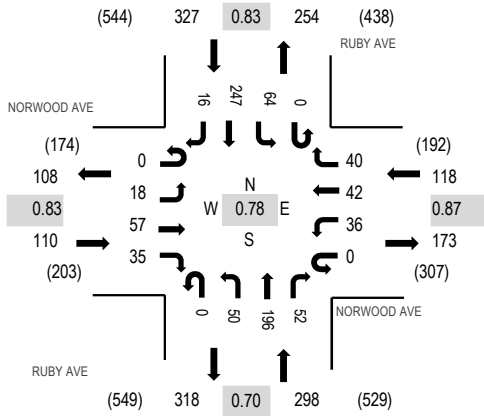 (544) 327 0.83 254 (438)
RUBY AVE
16 247 64 0
NORWOOD AVE
(174) (192)
0 40
108 118
18 42
N
0.83 W 0.78 E 0.87
57 36
S
110 173
35 0
(203) (307)
0 50 196 52
NORWOOD AVE
RUBY AVE
(549) 318 0.70 298 (529)